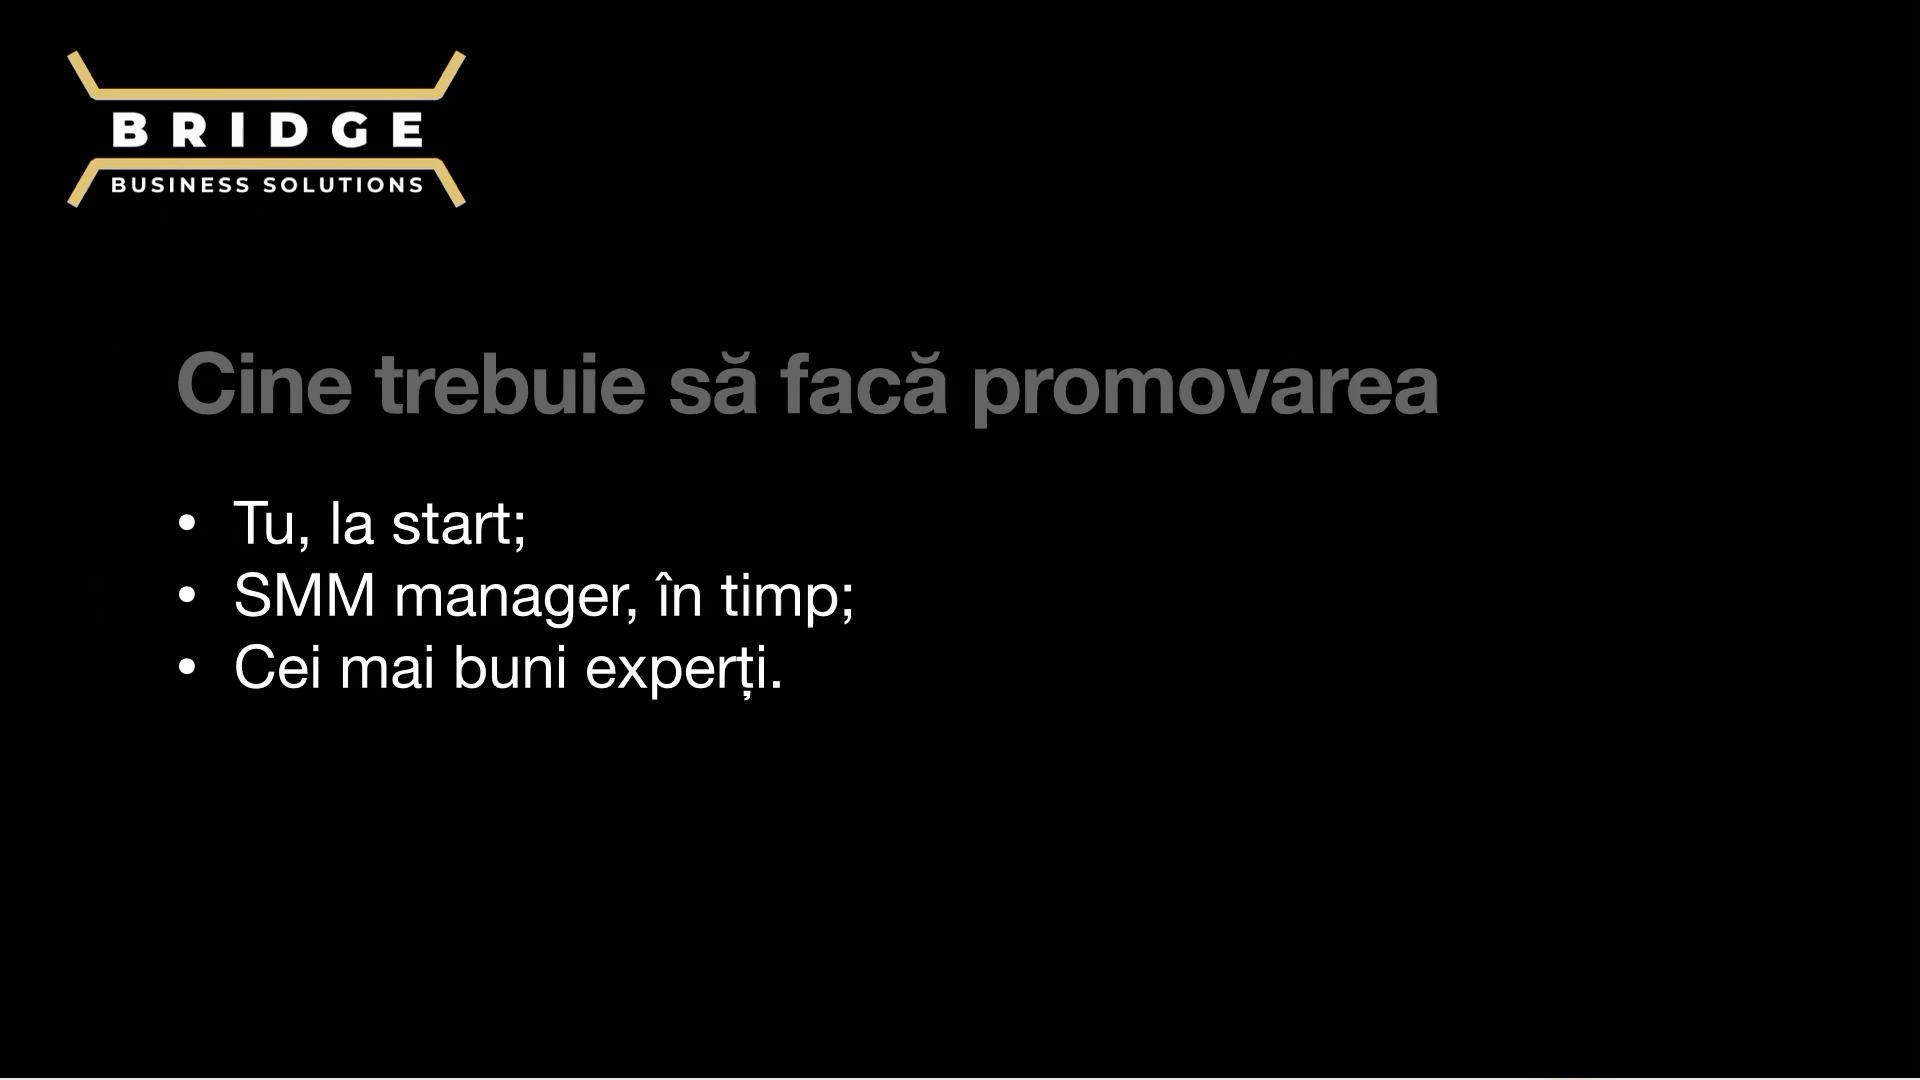 BRIDGE
BUSINESS SOLUTIONS
Cine trebuie să facă promovarea
• Tu, la start;
• SMM manager, în timp;
• Cei mai buni experți.